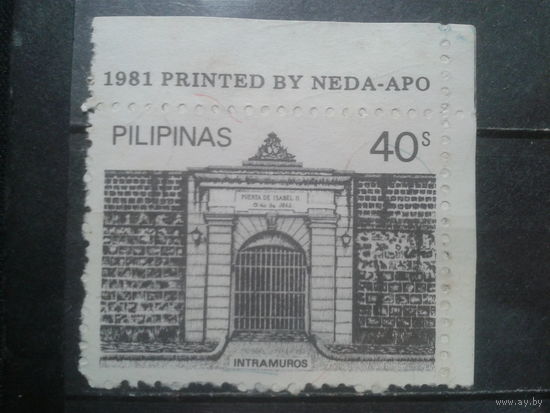 1981 PRINTED BY NEDA-APO
PILIPINAS 40s
PUERTA DE ISABEL II.
INTRAMUROS
www.ay.by